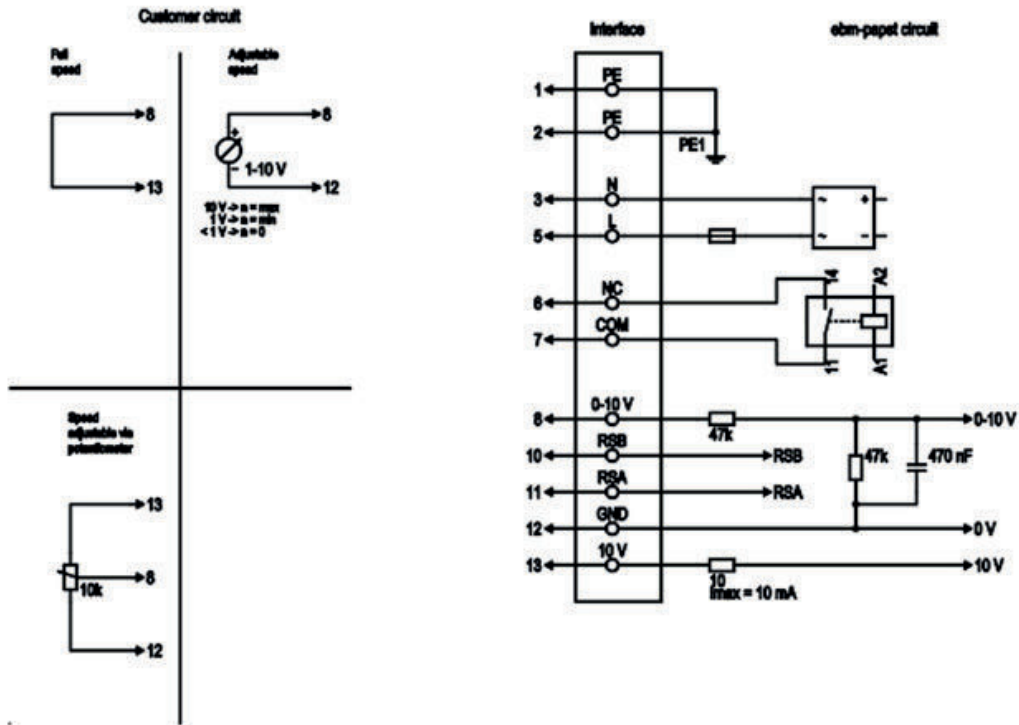 Customer circuit
Full
speed
8
13
Adjustable
speed
8
+
-
1-10 V
12
10 V -> n = max
1 V -> n = min
< 1 V -> n = 0
Speed
adjustable via
potentiometer
13
8
10k
12
Interface
ebm-papst circuit
1
PE
2
PE
PE1
3
N
~
+
5
L
~
-
14
A2
6
NC
7
COM
11
A1
8
0-10 V
47k
0-10 V
10
RSB
RSB
47k
470 nF
11
RSA
RSA
12
GND
0 V
13
10 V
10
Imax = 10 mA
10 V